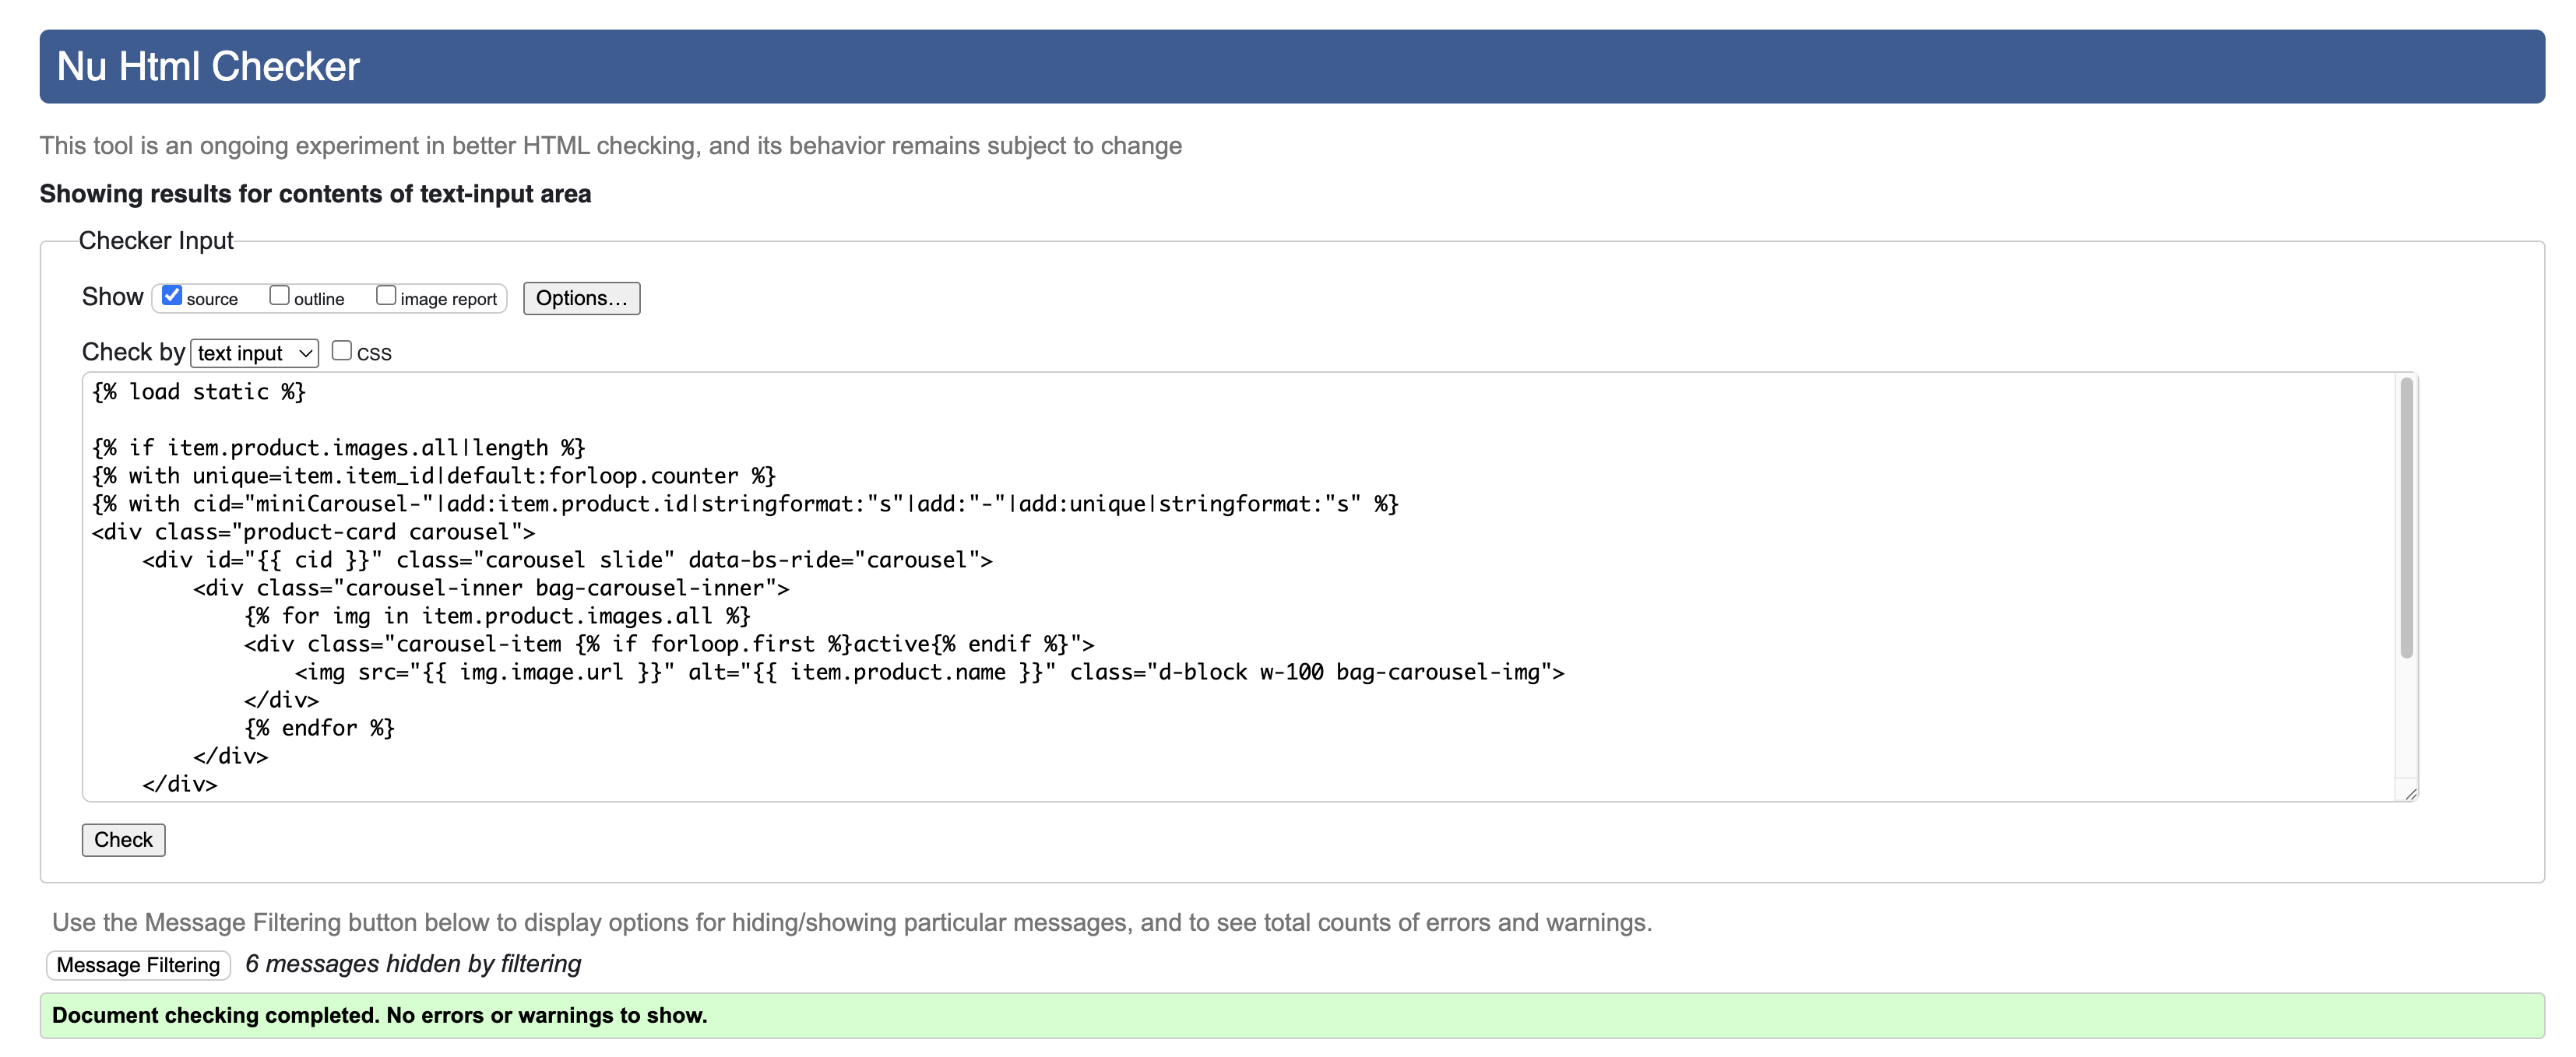 Nu Html Checker
This tool is an ongoing experiment in better HTML checking, and its behavior remains subject to change
Showing results for contents of text-input area
Checker Input
Show source outline image report Options...
Check by text input CSS
{% load static %}
{% if item.product.images.all|length %}
{% with unique=item.item_id|default:forloop.counter %}
{% with cid="miniCarousel-"|add:item.product.id|stringformat:"s"|add:"-"|add:unique|stringformat:"s" %}
<div class="product-card carousel">
    <div id="{{ cid }}" class="carousel slide" data-bs-ride="carousel">
        <div class="carousel-inner bag-carousel-inner">
            {% for img in item.product.images.all %}
            <div class="carousel-item {% if forloop.first %}active{% endif %}">
                <img src="{{ img.image.url }}" alt="{{ item.product.name }}" class="d-block w-100 bag-carousel-img">
            </div>
            {% endfor %}
        </div>
    </div>
Check
Use the Message Filtering button below to display options for hiding/showing particular messages, and to see total counts of errors and warnings.
Message Filtering 6 messages hidden by filtering
Document checking completed. No errors or warnings to show.